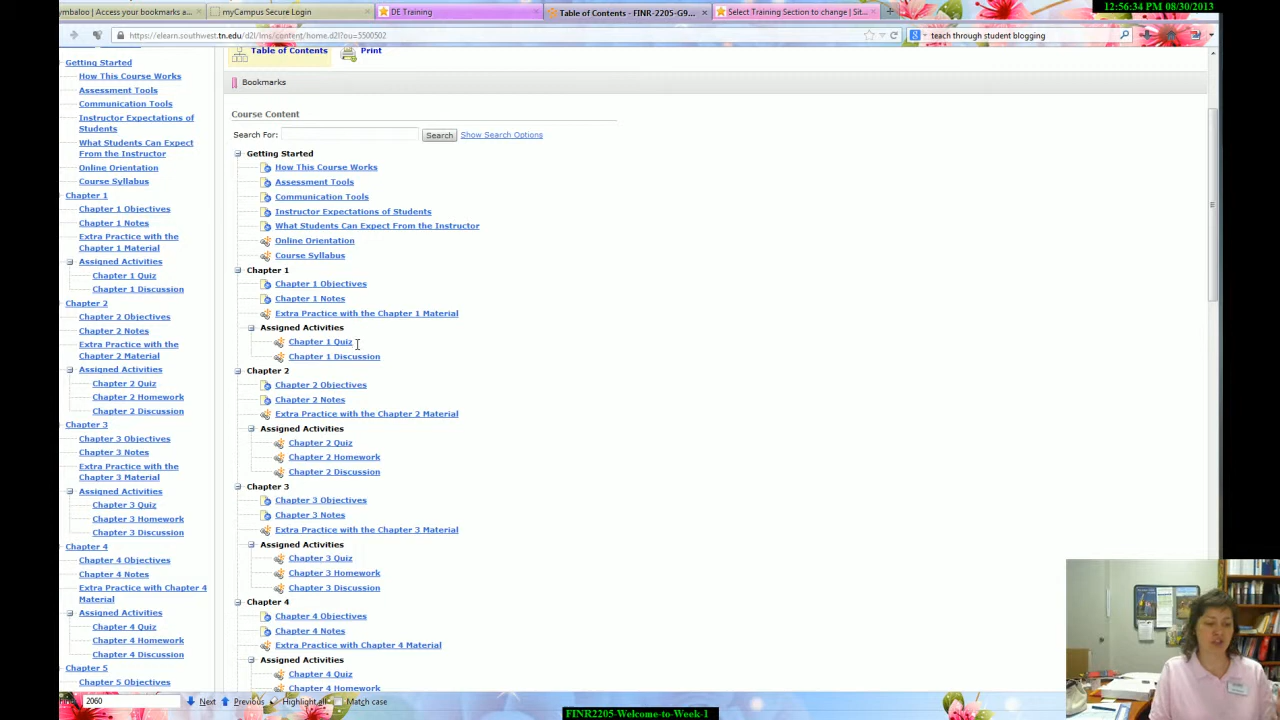 12:56:34 PM 08/30/2013
ymbaloo | Access your bookmarks a...
myCampus Secure Login
DE Training
Table of Contents - FINR-2205-G9...
Select Training Section to change | Sit...
https://elearn.southwest.tn.edu/d2l/lms/content/home.d2l?ou=5500502
teach through student blogging
Getting Started
How This Course Works
Assessment Tools
Communication Tools
Instructor Expectations of
Students
What Students Can Expect
From the Instructor
Online Orientation
Course Syllabus
Chapter 1
Chapter 1 Objectives
Chapter 1 Notes
Extra Practice with the
Chapter 1 Material
Assigned Activities
Chapter 1 Quiz
Chapter 1 Discussion
Chapter 2
Chapter 2 Objectives
Chapter 2 Notes
Extra Practice with the
Chapter 2 Material
Assigned Activities
Chapter 2 Quiz
Chapter 2 Homework
Chapter 2 Discussion
Chapter 3
Chapter 3 Objectives
Chapter 3 Notes
Extra Practice with the
Chapter 3 Material
Assigned Activities
Chapter 3 Quiz
Chapter 3 Homework
Chapter 3 Discussion
Chapter 4
Chapter 4 Objectives
Chapter 4 Notes
Extra Practice with Chapter 4
Material
Assigned Activities
Chapter 4 Quiz
Chapter 4 Homework
Chapter 4 Discussion
Chapter 5
Chapter 5 Objectives
Table of Contents
Print
Bookmarks
Course Content
Search For:
Search
Show Search Options
Getting Started
How This Course Works
Assessment Tools
Communication Tools
Instructor Expectations of Students
What Students Can Expect From the Instructor
Online Orientation
Course Syllabus
Chapter 1
Chapter 1 Objectives
Chapter 1 Notes
Extra Practice with the Chapter 1 Material
Assigned Activities
Chapter 1 Quiz
Chapter 1 Discussion
Chapter 2
Chapter 2 Objectives
Chapter 2 Notes
Extra Practice with the Chapter 2 Material
Assigned Activities
Chapter 2 Quiz
Chapter 2 Homework
Chapter 2 Discussion
Chapter 3
Chapter 3 Objectives
Chapter 3 Notes
Extra Practice with the Chapter 3 Material
Assigned Activities
Chapter 3 Quiz
Chapter 3 Homework
Chapter 3 Discussion
Chapter 4
Chapter 4 Objectives
Chapter 4 Notes
Extra Practice with Chapter 4 Material
Assigned Activities
Chapter 4 Quiz
Chapter 4 Homework
2060
Next
Previous
Highlight all
Match case
FINR2205-Welcome-to-Week-1